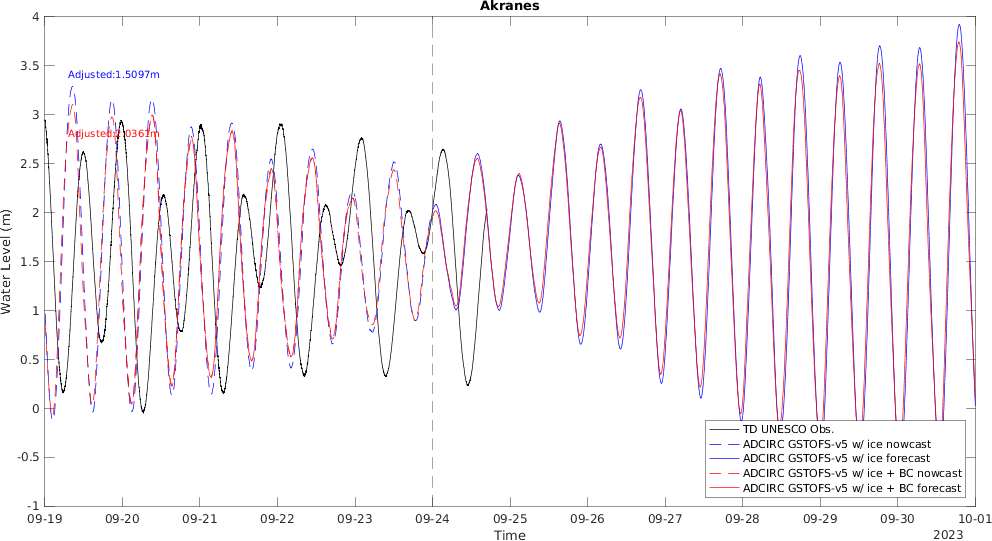 Akranes
Adjusted:1.5097m
Adjusted:2.0361m
Water Level (m)
4
3.5
3
2.5
2
1.5
1
0.5
0
-0.5
-1
TD UNESCO Obs.
ADCIRC GSTOFS-v5 w/ ice nowcast
ADCIRC GSTOFS-v5 w/ ice forecast
ADCIRC GSTOFS-v5 w/ ice + BC nowcast
ADCIRC GSTOFS-v5 w/ ice + BC forecast
09-19 09-20 09-21 09-22 09-23 09-24 09-25 09-26 09-27 09-28 09-29 09-30 10-01
Time
2023